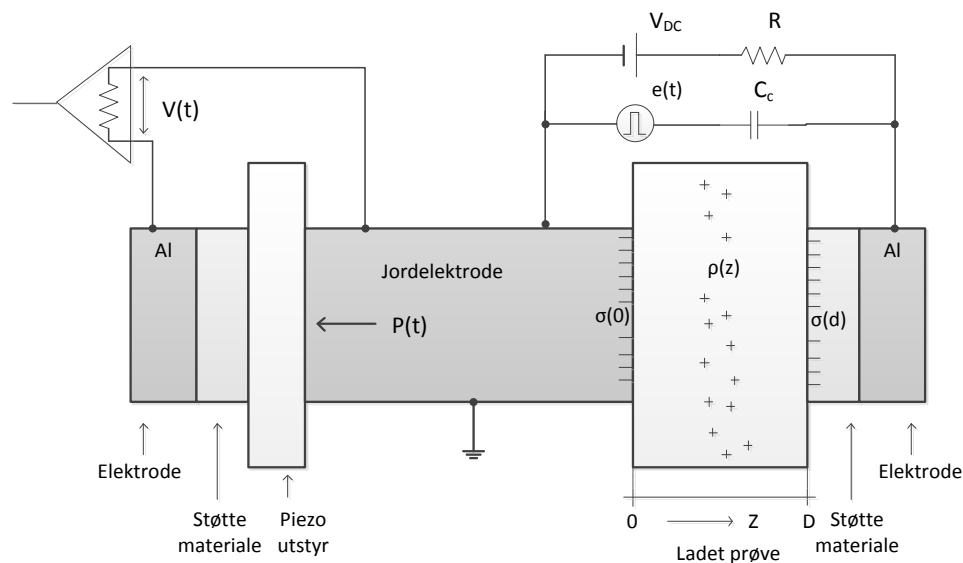 V_DC
R
e(t)
C_c
V(t)
Al
Jordelektrode
P(t)
σ(0)
ρ(z)
σ(d)
Al
Elektrode
Støtte
materiale
Piezo
utstyr
0
Z
D
Ladet prøve
Støtte
materiale
Elektrode